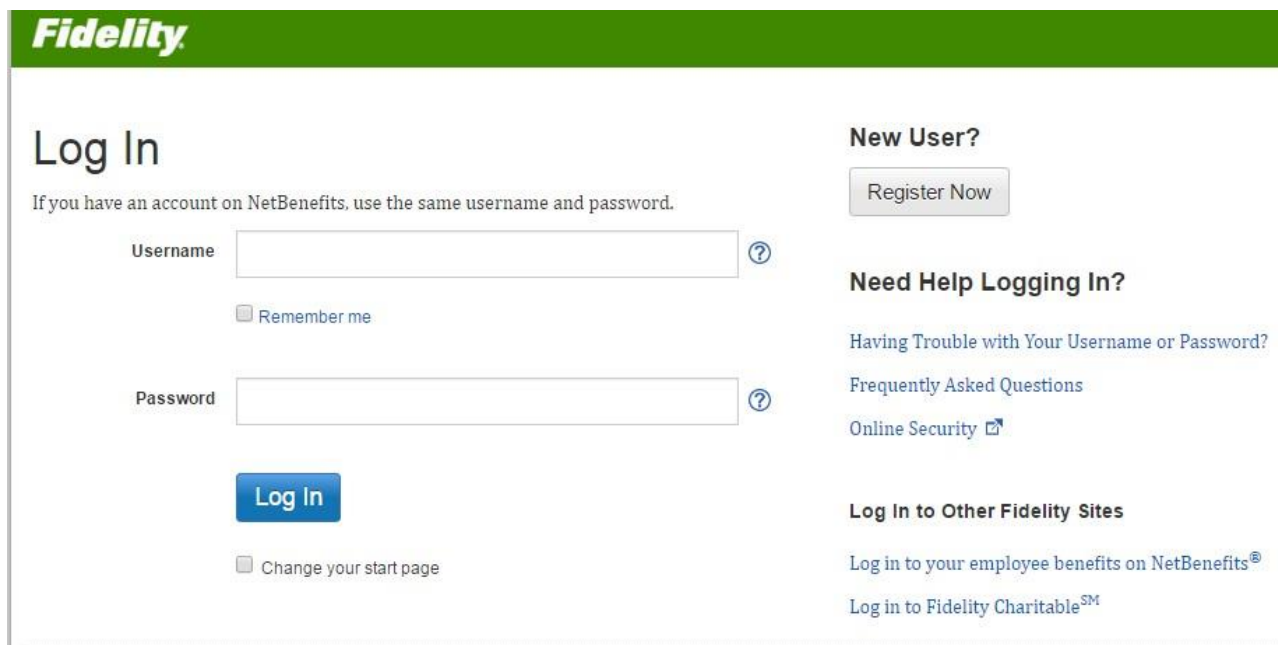 Fidelity
Log In
If you have an account on NetBenefits, use the same username and password.
Username
?
Remember me
Password
?
Log In
Change your start page
New User?
Register Now
Need Help Logging In?
Having Trouble with Your Username or Password?
Frequently Asked Questions
Online Security
Log In to Other Fidelity Sites
Log in to your employee benefits on NetBenefits®
Log in to Fidelity Charitable℠